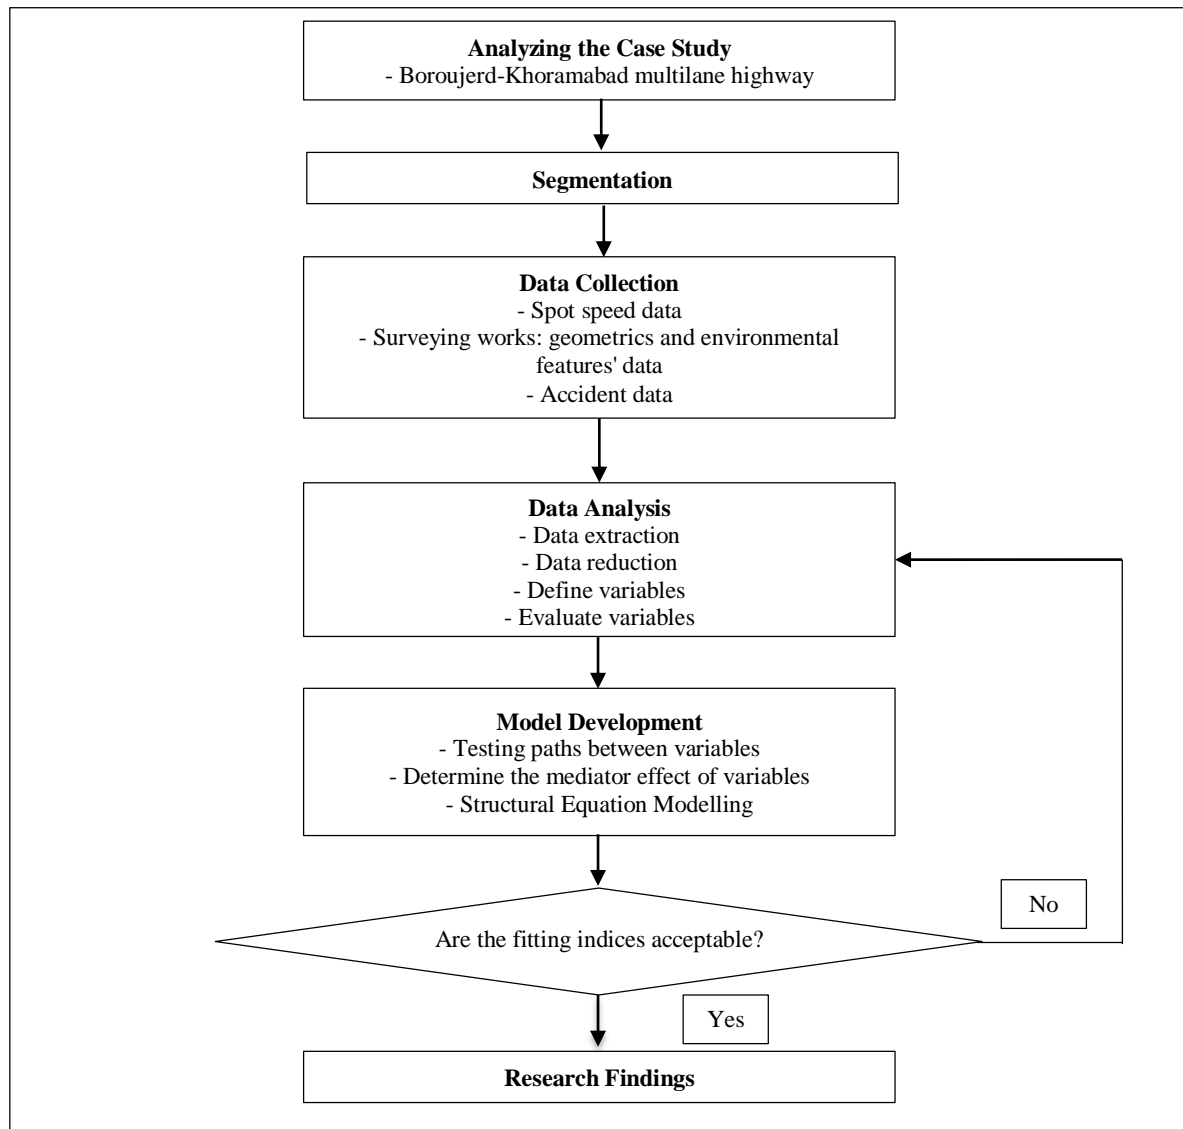 Analyzing the Case Study
- Boroujerd-Khoramabad multilane highway
Segmentation
Data Collection
- Spot speed data
- Surveying works: geometrics and environmental
features' data
- Accident data
Data Analysis
- Data extraction
- Data reduction
- Define variables
- Evaluate variables
Model Development
- Testing paths between variables
- Determine the mediator effect of variables
- Structural Equation Modelling
No
Are the fitting indices acceptable?
Yes
Research Findings